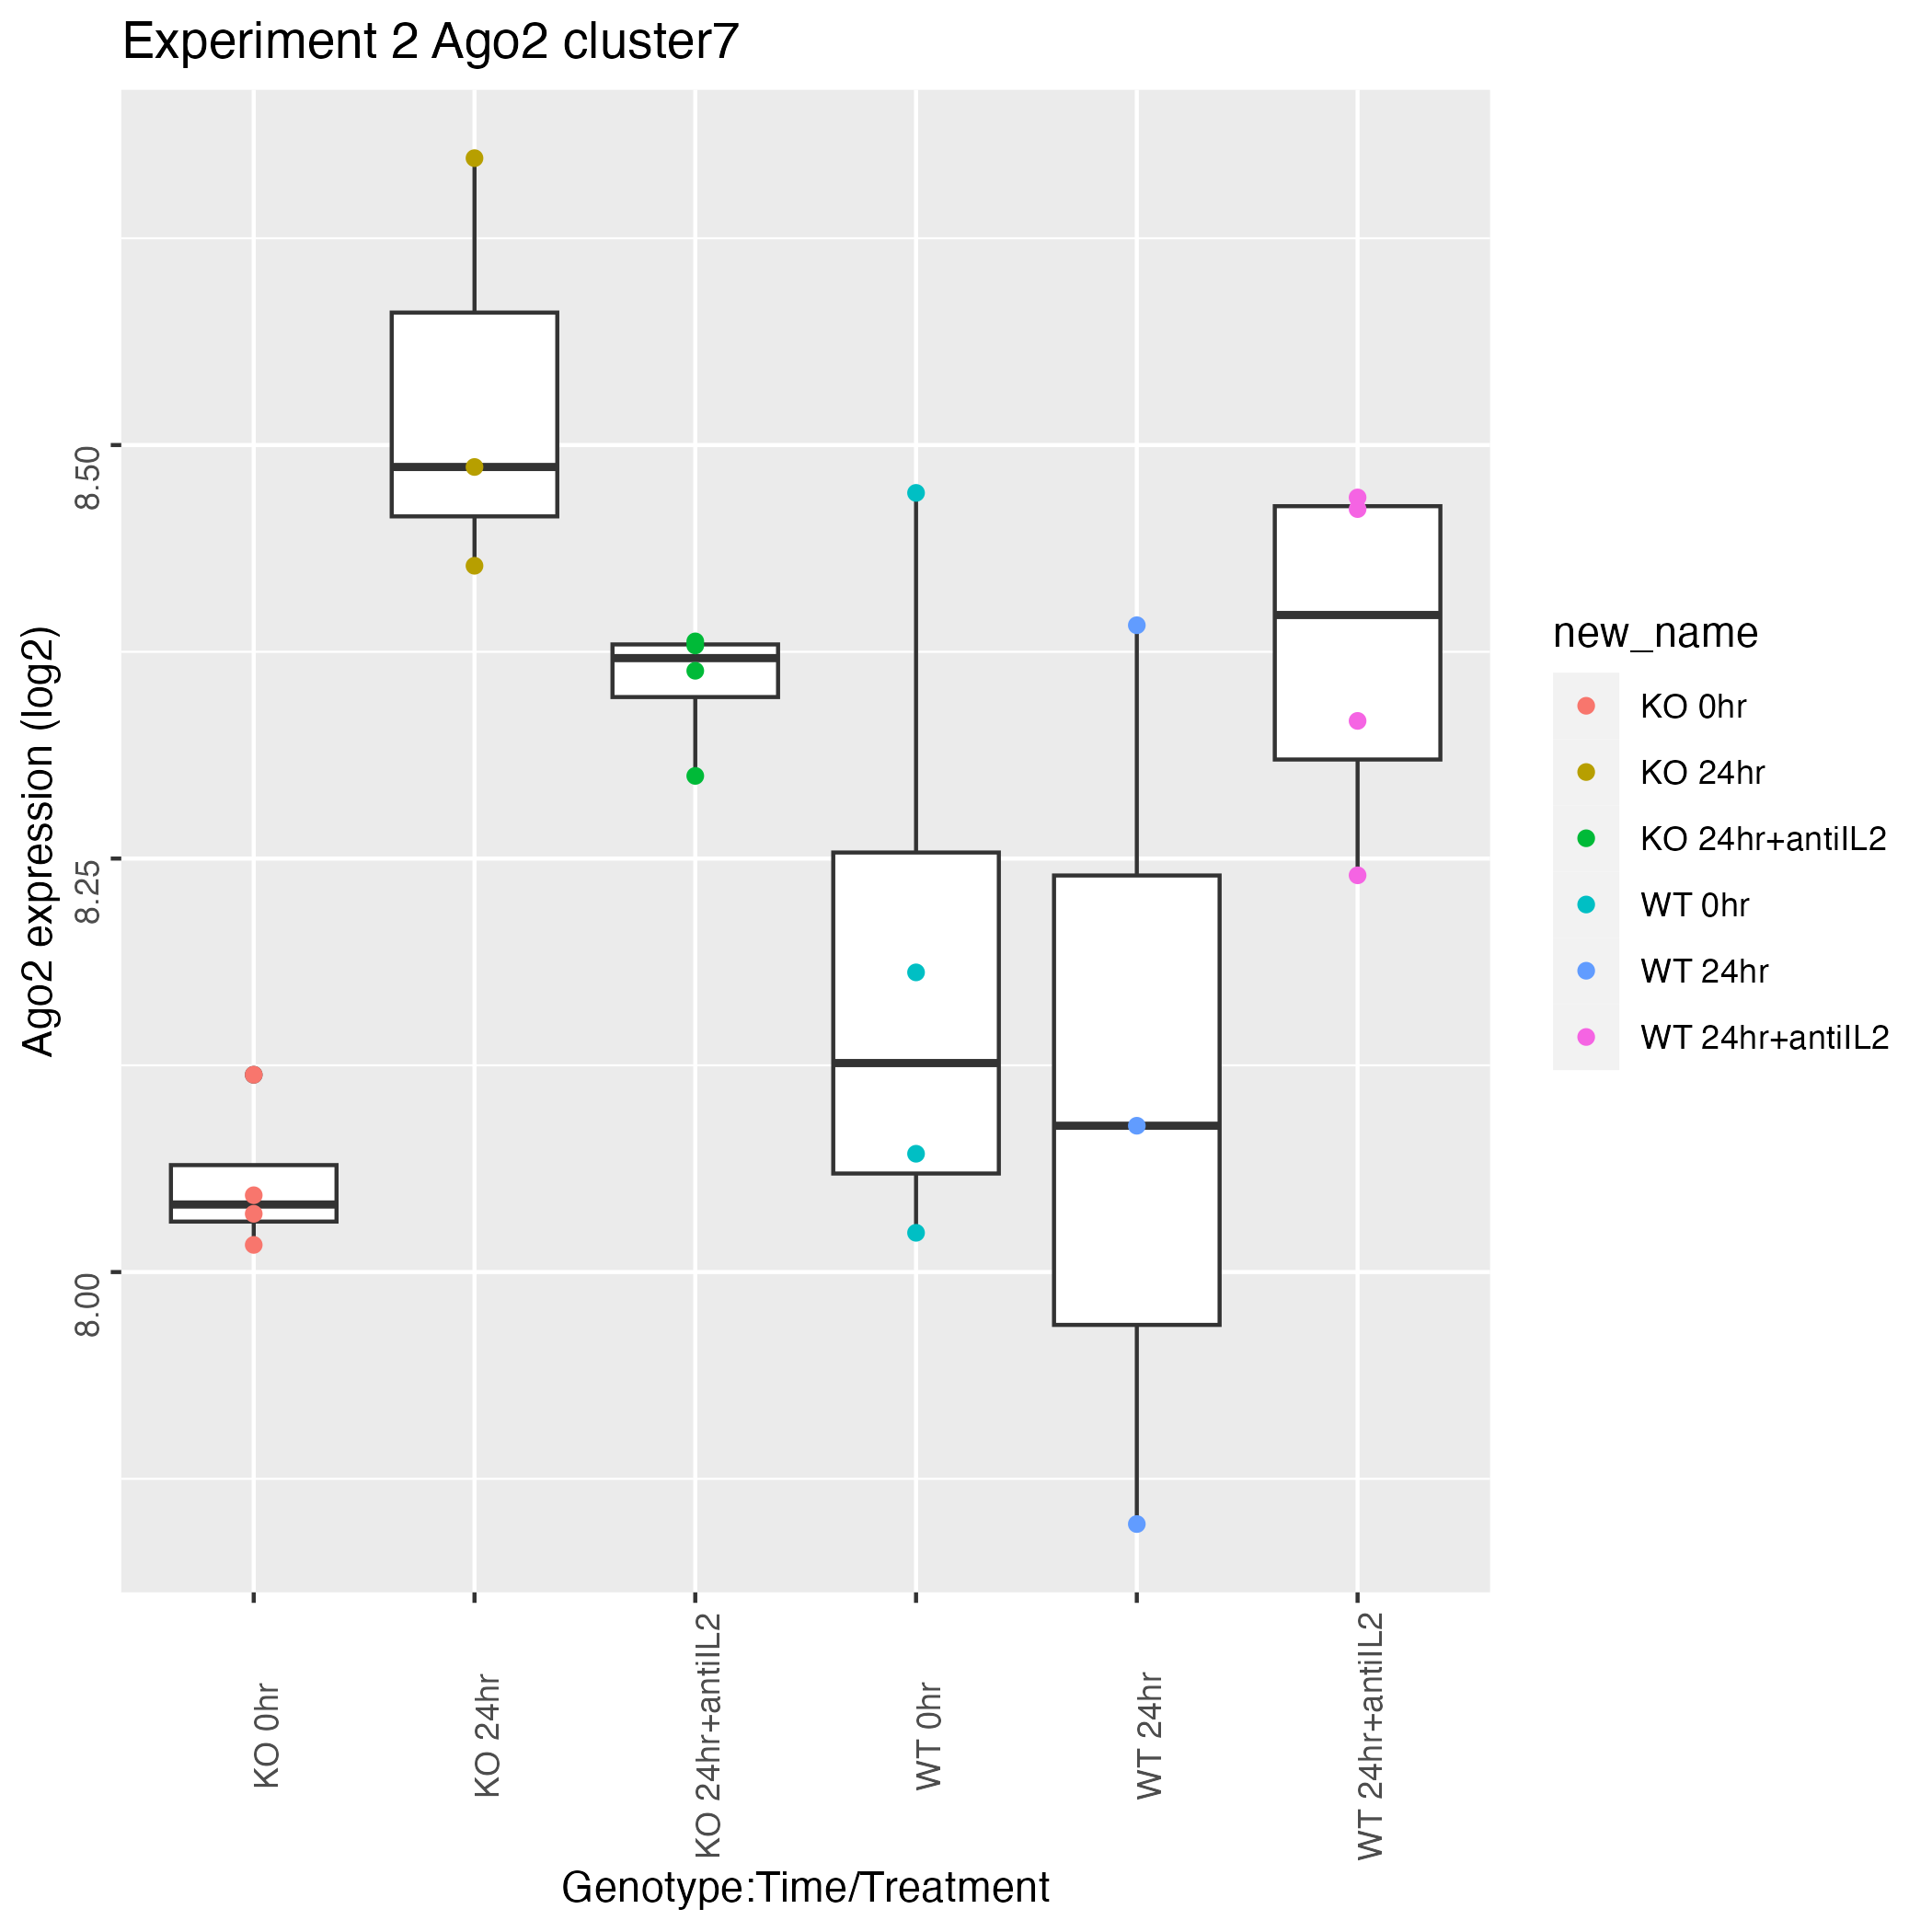 Experiment 2 Ago2 cluster7
Ago2 expression (log2)
8.50
8.25
8.00
KO 0hr
KO 24hr
KO 24hr+antiIL2
WT 0hr
WT 24hr
WT 24hr+antiIL2
Genotype:Time/Treatment
new_name
KO 0hr
KO 24hr
KO 24hr+antiIL2
WT 0hr
WT 24hr
WT 24hr+antiIL2